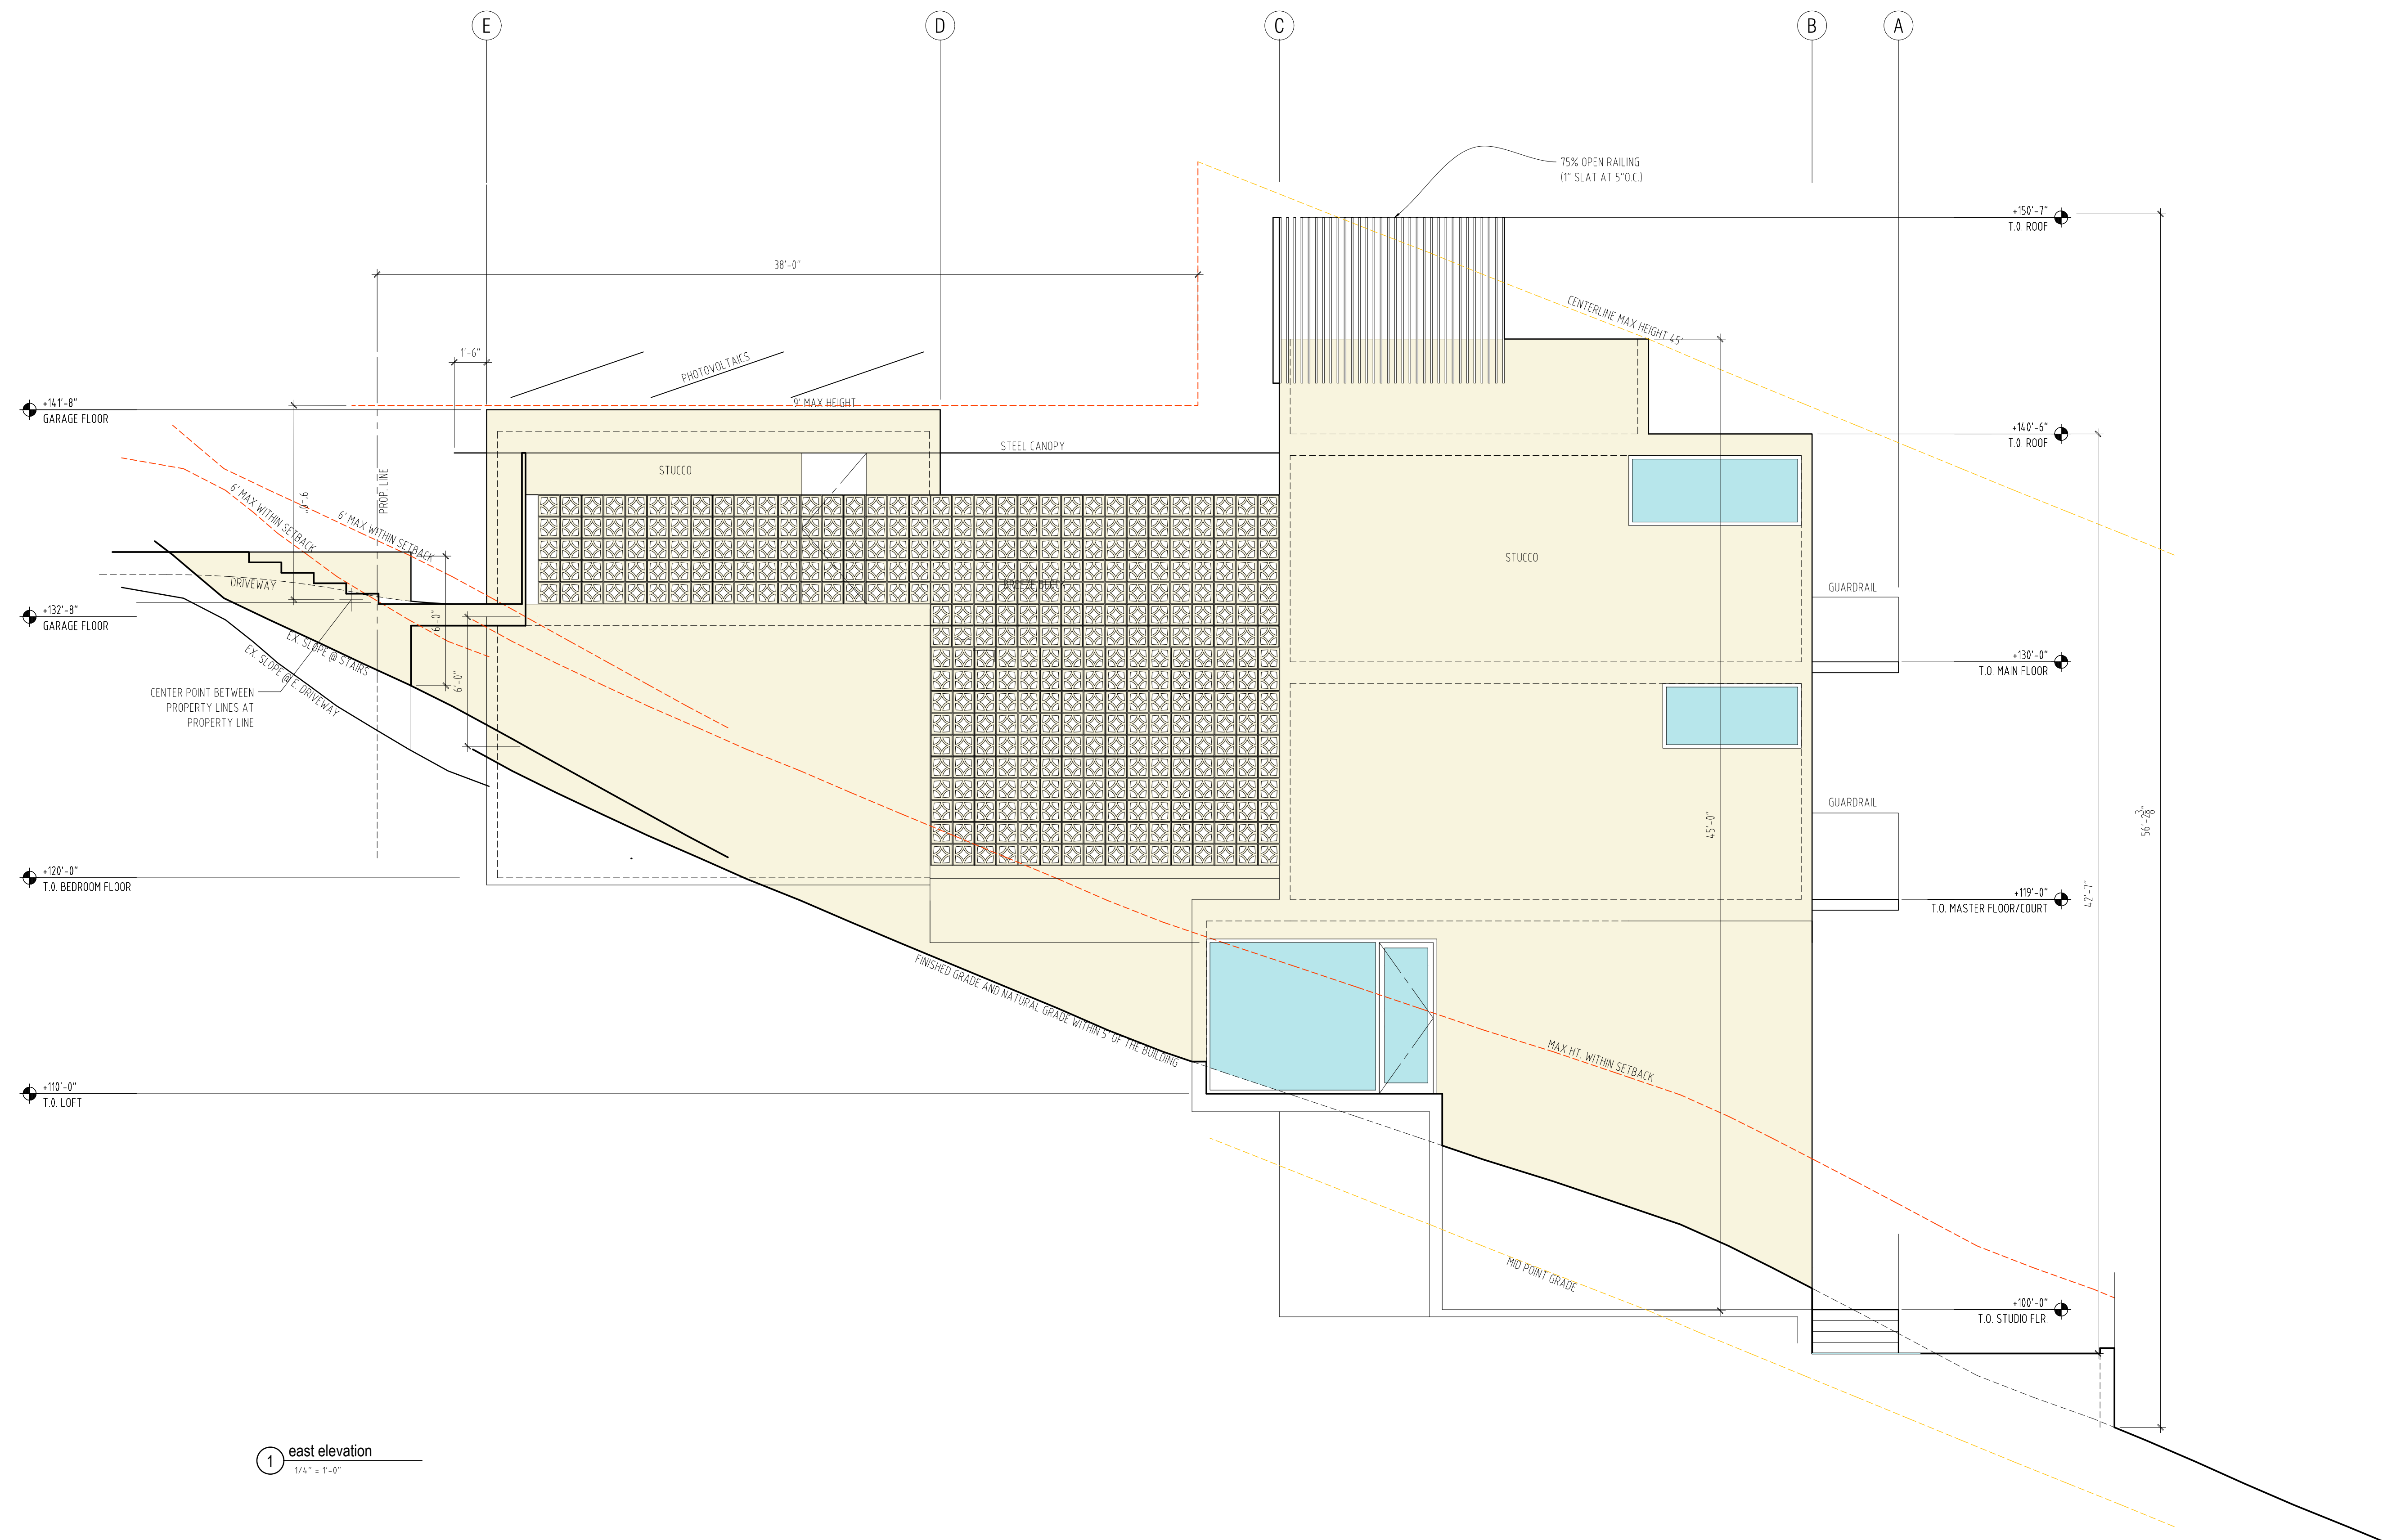 E
D
C
B
A
75% OPEN RAILING
(1" SLAT AT 5"O.C.)
+150'-7"
T.O. ROOF
38'-0"
CENTERLINE MAX HEIGHT 45'
1'-6"
PHOTOVOLTAICS
9' MAX HEIGHT
+141'-8"
GARAGE FLOOR
+140'-6"
T.O. ROOF
STEEL CANOPY
STUCCO
PROP. LINE
9'-0"
6' MAX WITHIN SETBACK
6' MAX WITHIN SETBACK
STUCCO
DRIVEWAY
BREEZE BLOCK
GUARDRAIL
+132'-8"
GARAGE FLOOR
6'-0"
6'-0"
EX. SLOPE @ STAIRS
EX. SLOPE @ E. DRIVEWAY
+130'-0"
T.O. MAIN FLOOR
CENTER POINT BETWEEN
PROPERTY LINES AT
PROPERTY LINE
GUARDRAIL
45'-0"
56'-2 3/8"
42'-7"
+120'-0"
T.O. BEDROOM FLOOR
+119'-0"
T.O. MASTER FLOOR/COURT
FINISHED GRADE AND NATURAL GRADE WITHIN 5' OF THE BUILDING
MAX HT. WITHIN SETBACK
+110'-0"
T.O. LOFT
MID POINT GRADE
+100'-0"
T.O. STUDIO FLR.
1
east elevation
1/4" = 1'-0"